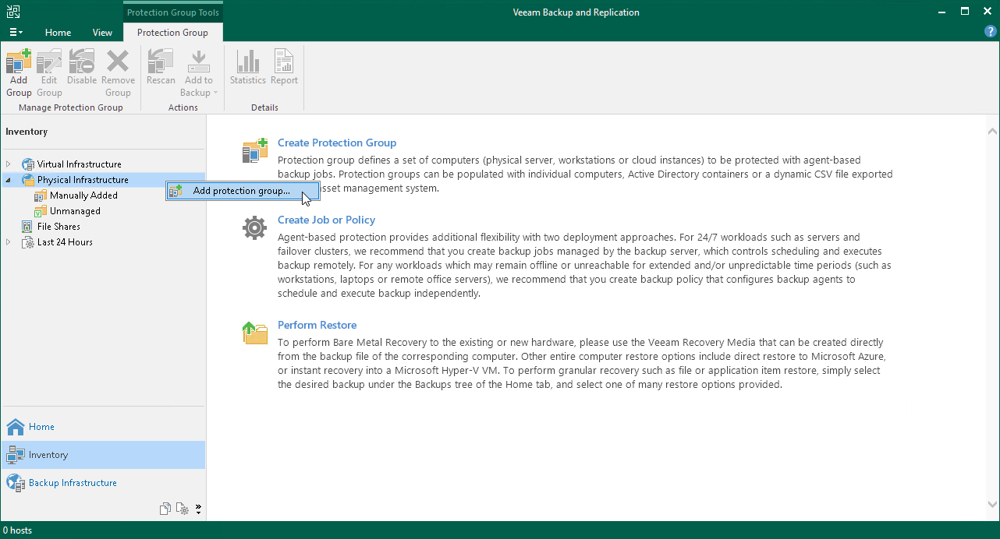 Protection Group Tools
Veeam Backup and Replication
Home
View
Protection Group
?
Add Group
Edit Group
Disable
Remove Group
Rescan
Add to Backup
Statistics
Report
Manage Protection Group
Actions
Details
Inventory
Virtual Infrastructure
Physical Infrastructure
Manually Added
Unmanaged
File Shares
Last 24 Hours
Add protection group...
Create Protection Group
Protection group defines a set of computers (physical server, workstations or cloud instances) to be protected with agent-based
backup jobs. Protection groups can be populated with individual computers, Active Directory containers or a dynamic CSV file exported
asset management system.
Create Job or Policy
Agent-based protection provides additional flexibility with two deployment approaches. For 24/7 workloads such as servers and
failover clusters, we recommend that you create backup jobs managed by the backup server, which controls scheduling and executes
backup remotely. For any workloads which may remain offline or unreachable for extended and/or unpredictable time periods (such as
workstations, laptops or remote office servers), we recommend that you create backup policy that configures backup agents to
schedule and execute backup independently.
Perform Restore
To perform Bare Metal Recovery to the existing or new hardware, please use the Veeam Recovery Media that can be created directly
from the backup file of the corresponding computer. Other entire computer restore options include direct restore to Microsoft Azure,
or instant recovery into a Microsoft Hyper-V VM. To perform granular recovery such as file or application item restore, simply select
the desired backup under the Backups tree of the Home tab, and select one of many restore options provided.
Home
Inventory
Backup Infrastructure
0 hosts